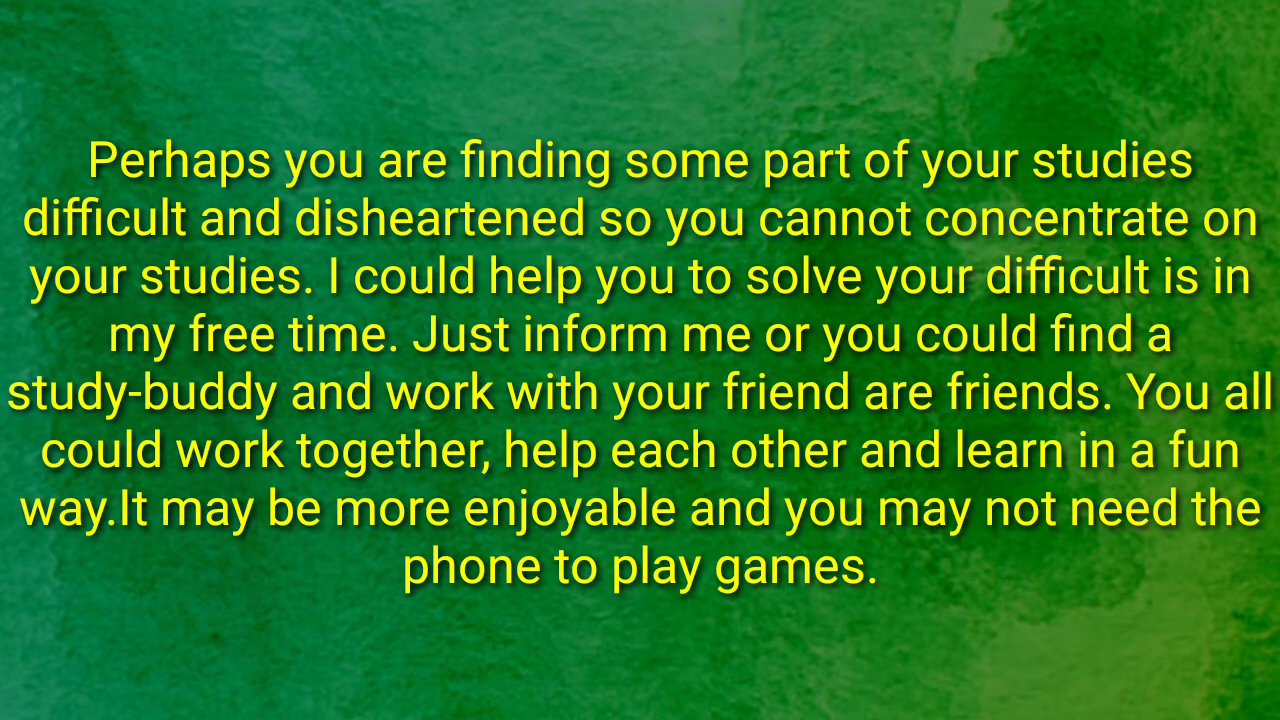 Perhaps you are finding some part of your studies
difficult and disheartened so you cannot concentrate on
your studies. I could help you to solve your difficult is in
my free time. Just inform me or you could find a
study-buddy and work with your friend are friends. You all
could work together, help each other and learn in a fun
way.It may be more enjoyable and you may not need the
phone to play games.